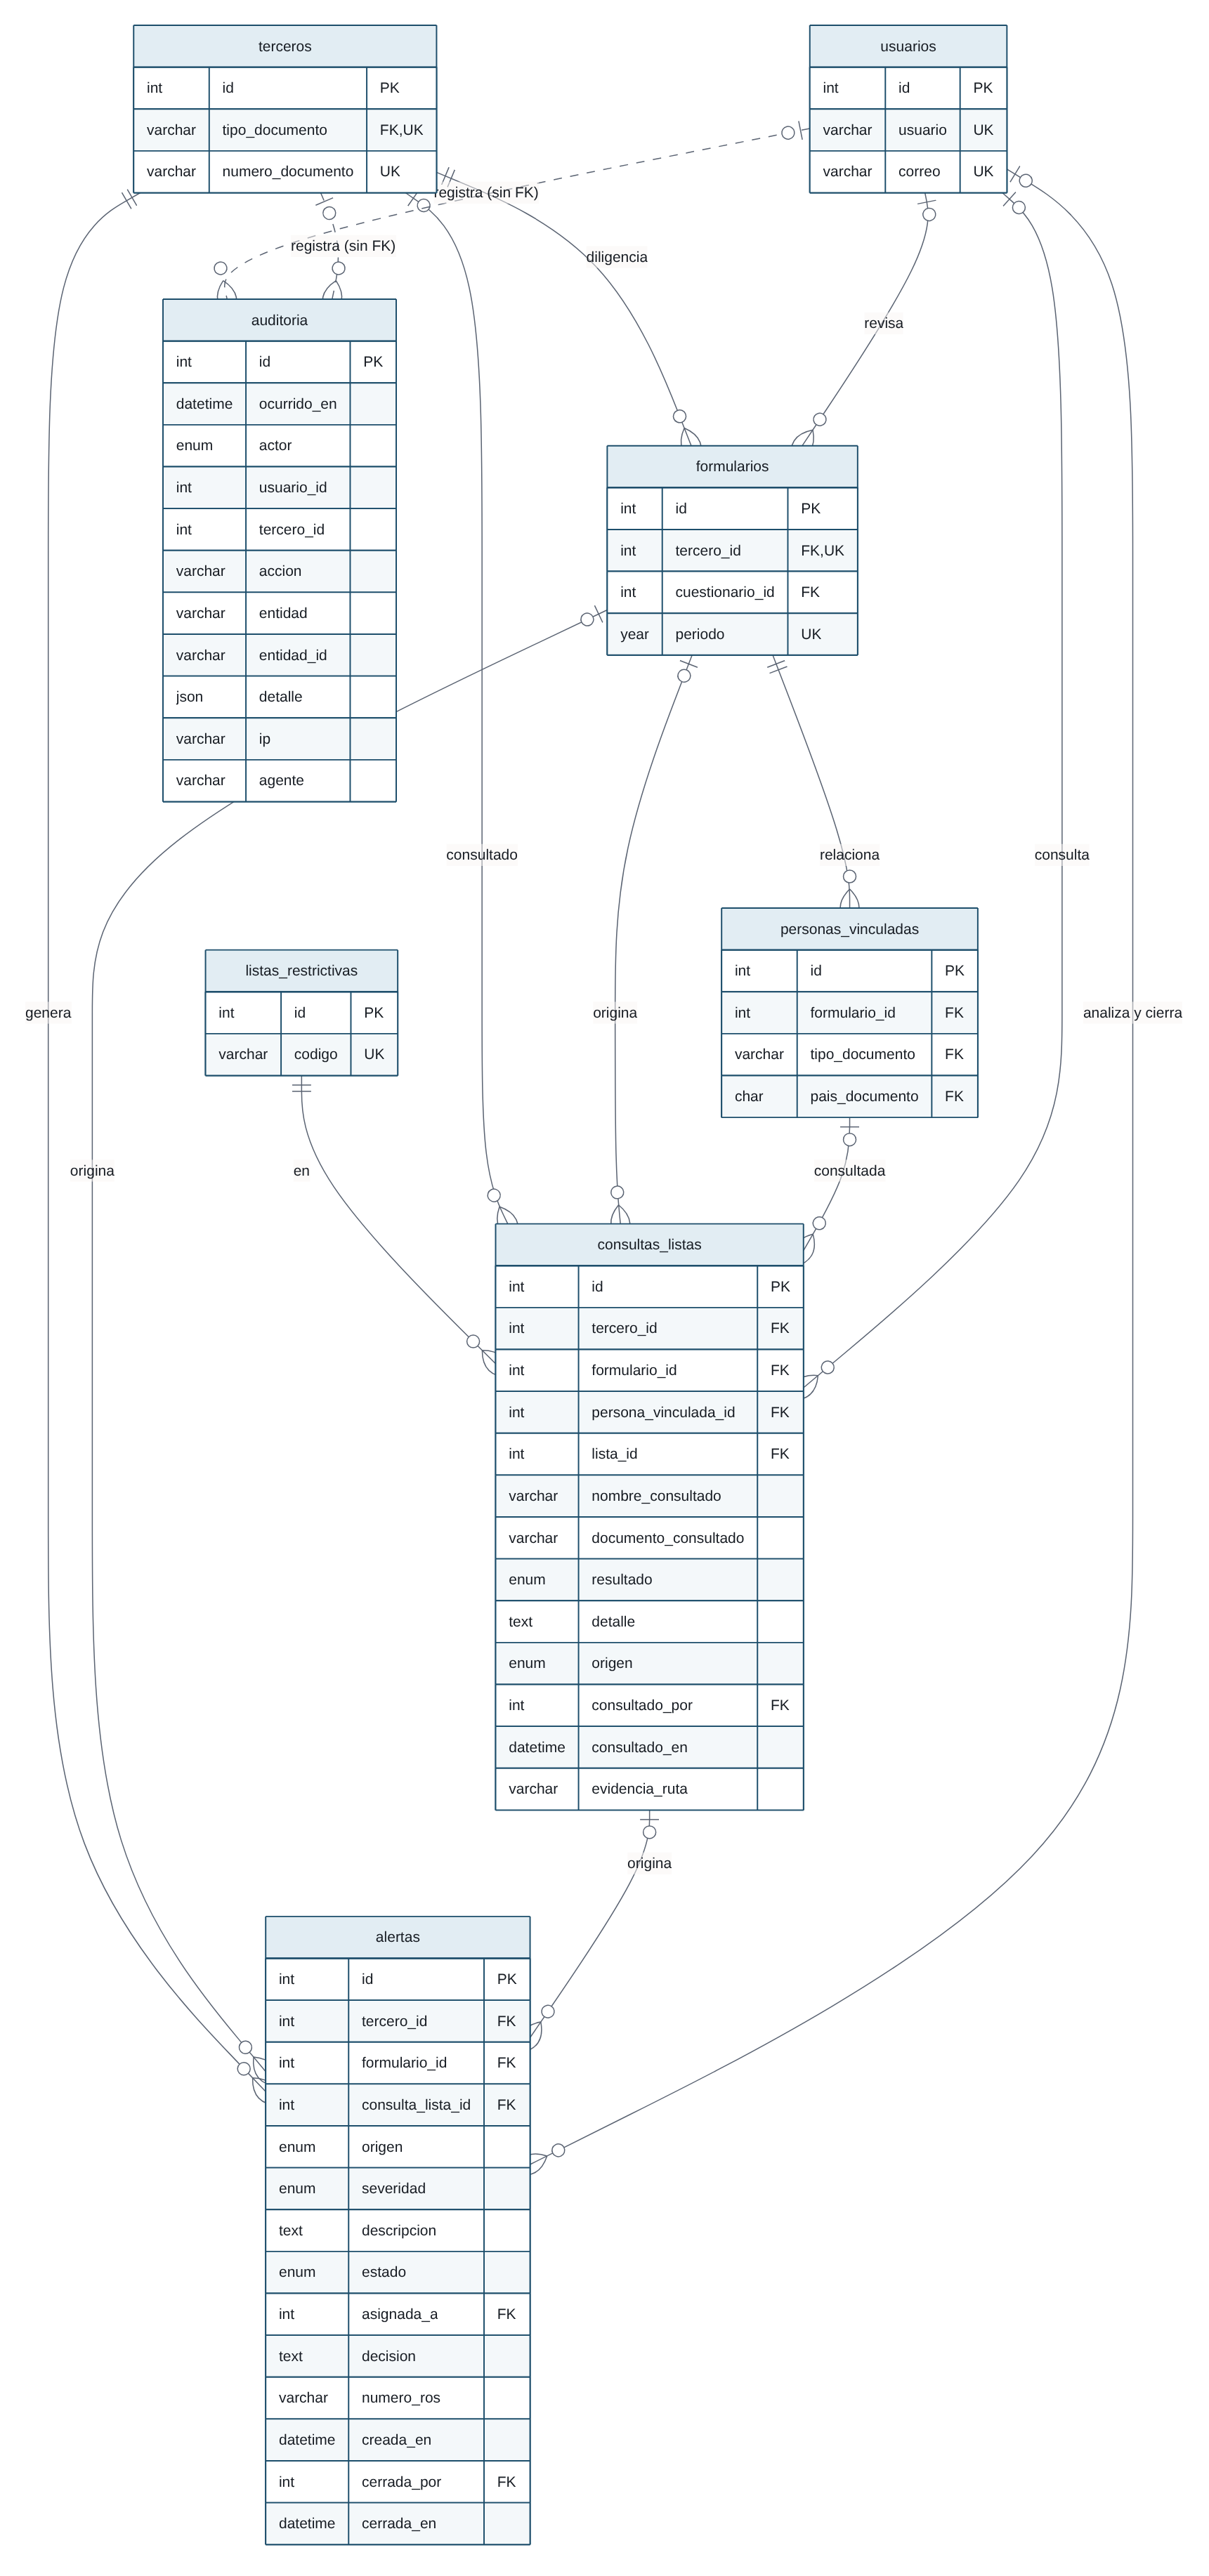 terceros
int id PK
varchar tipo_documento FK,UK
varchar numero_documento UK
usuarios
int id PK
varchar usuario UK
varchar correo UK
registra (sin FK)
registra (sin FK)
diligencia
revisa
auditoria
int id PK
datetime ocurrido_en
enum actor
int usuario_id
int tercero_id
varchar accion
varchar entidad
varchar entidad_id
json detalle
varchar ip
varchar agente
formularios
int id PK
int tercero_id FK,UK
int cuestionario_id FK
year periodo UK
consultado
relaciona
consulta
listas_restrictivas
int id PK
varchar codigo UK
personas_vinculadas
int id PK
int formulario_id FK
varchar tipo_documento FK
char pais_documento FK
genera
origina
analiza y cierra
origina
en
consultada
consultas_listas
int id PK
int tercero_id FK
int formulario_id FK
int persona_vinculada_id FK
int lista_id FK
varchar nombre_consultado
varchar documento_consultado
enum resultado
text detalle
enum origen
int consultado_por FK
datetime consultado_en
varchar evidencia_ruta
origina
alertas
int id PK
int tercero_id FK
int formulario_id FK
int consulta_lista_id FK
enum origen
enum severidad
text descripcion
enum estado
int asignada_a FK
text decision
varchar numero_ros
datetime creada_en
int cerrada_por FK
datetime cerrada_en